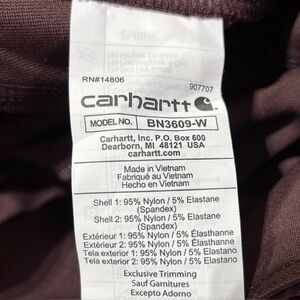 RN#14806
907707
carhartt
MODEL NO. BN3609-W
Carhartt, Inc. P.O. Box 600
Dearborn, MI 48121 USA
carhartt.com
Made in Vietnam
Fabriqué au Vietnam
Hecho en Vietnam
Shell 1: 95% Nylon / 5% Elastane
(Spandex)
Shell 2: 95% Nylon / 5% Elastane
(Spandex)
Extérieur 1: 95% Nylon / 5% Élasthanne
Extérieur 2: 95% Nylon / 5% Élasthanne
Tela exterior 1: 95% Nylon / 5% Elastano
Tela exterior 2: 95% Nylon / 5% Elastano
Exclusive Trimming
Sauf Garnitures
Excepto Adorno